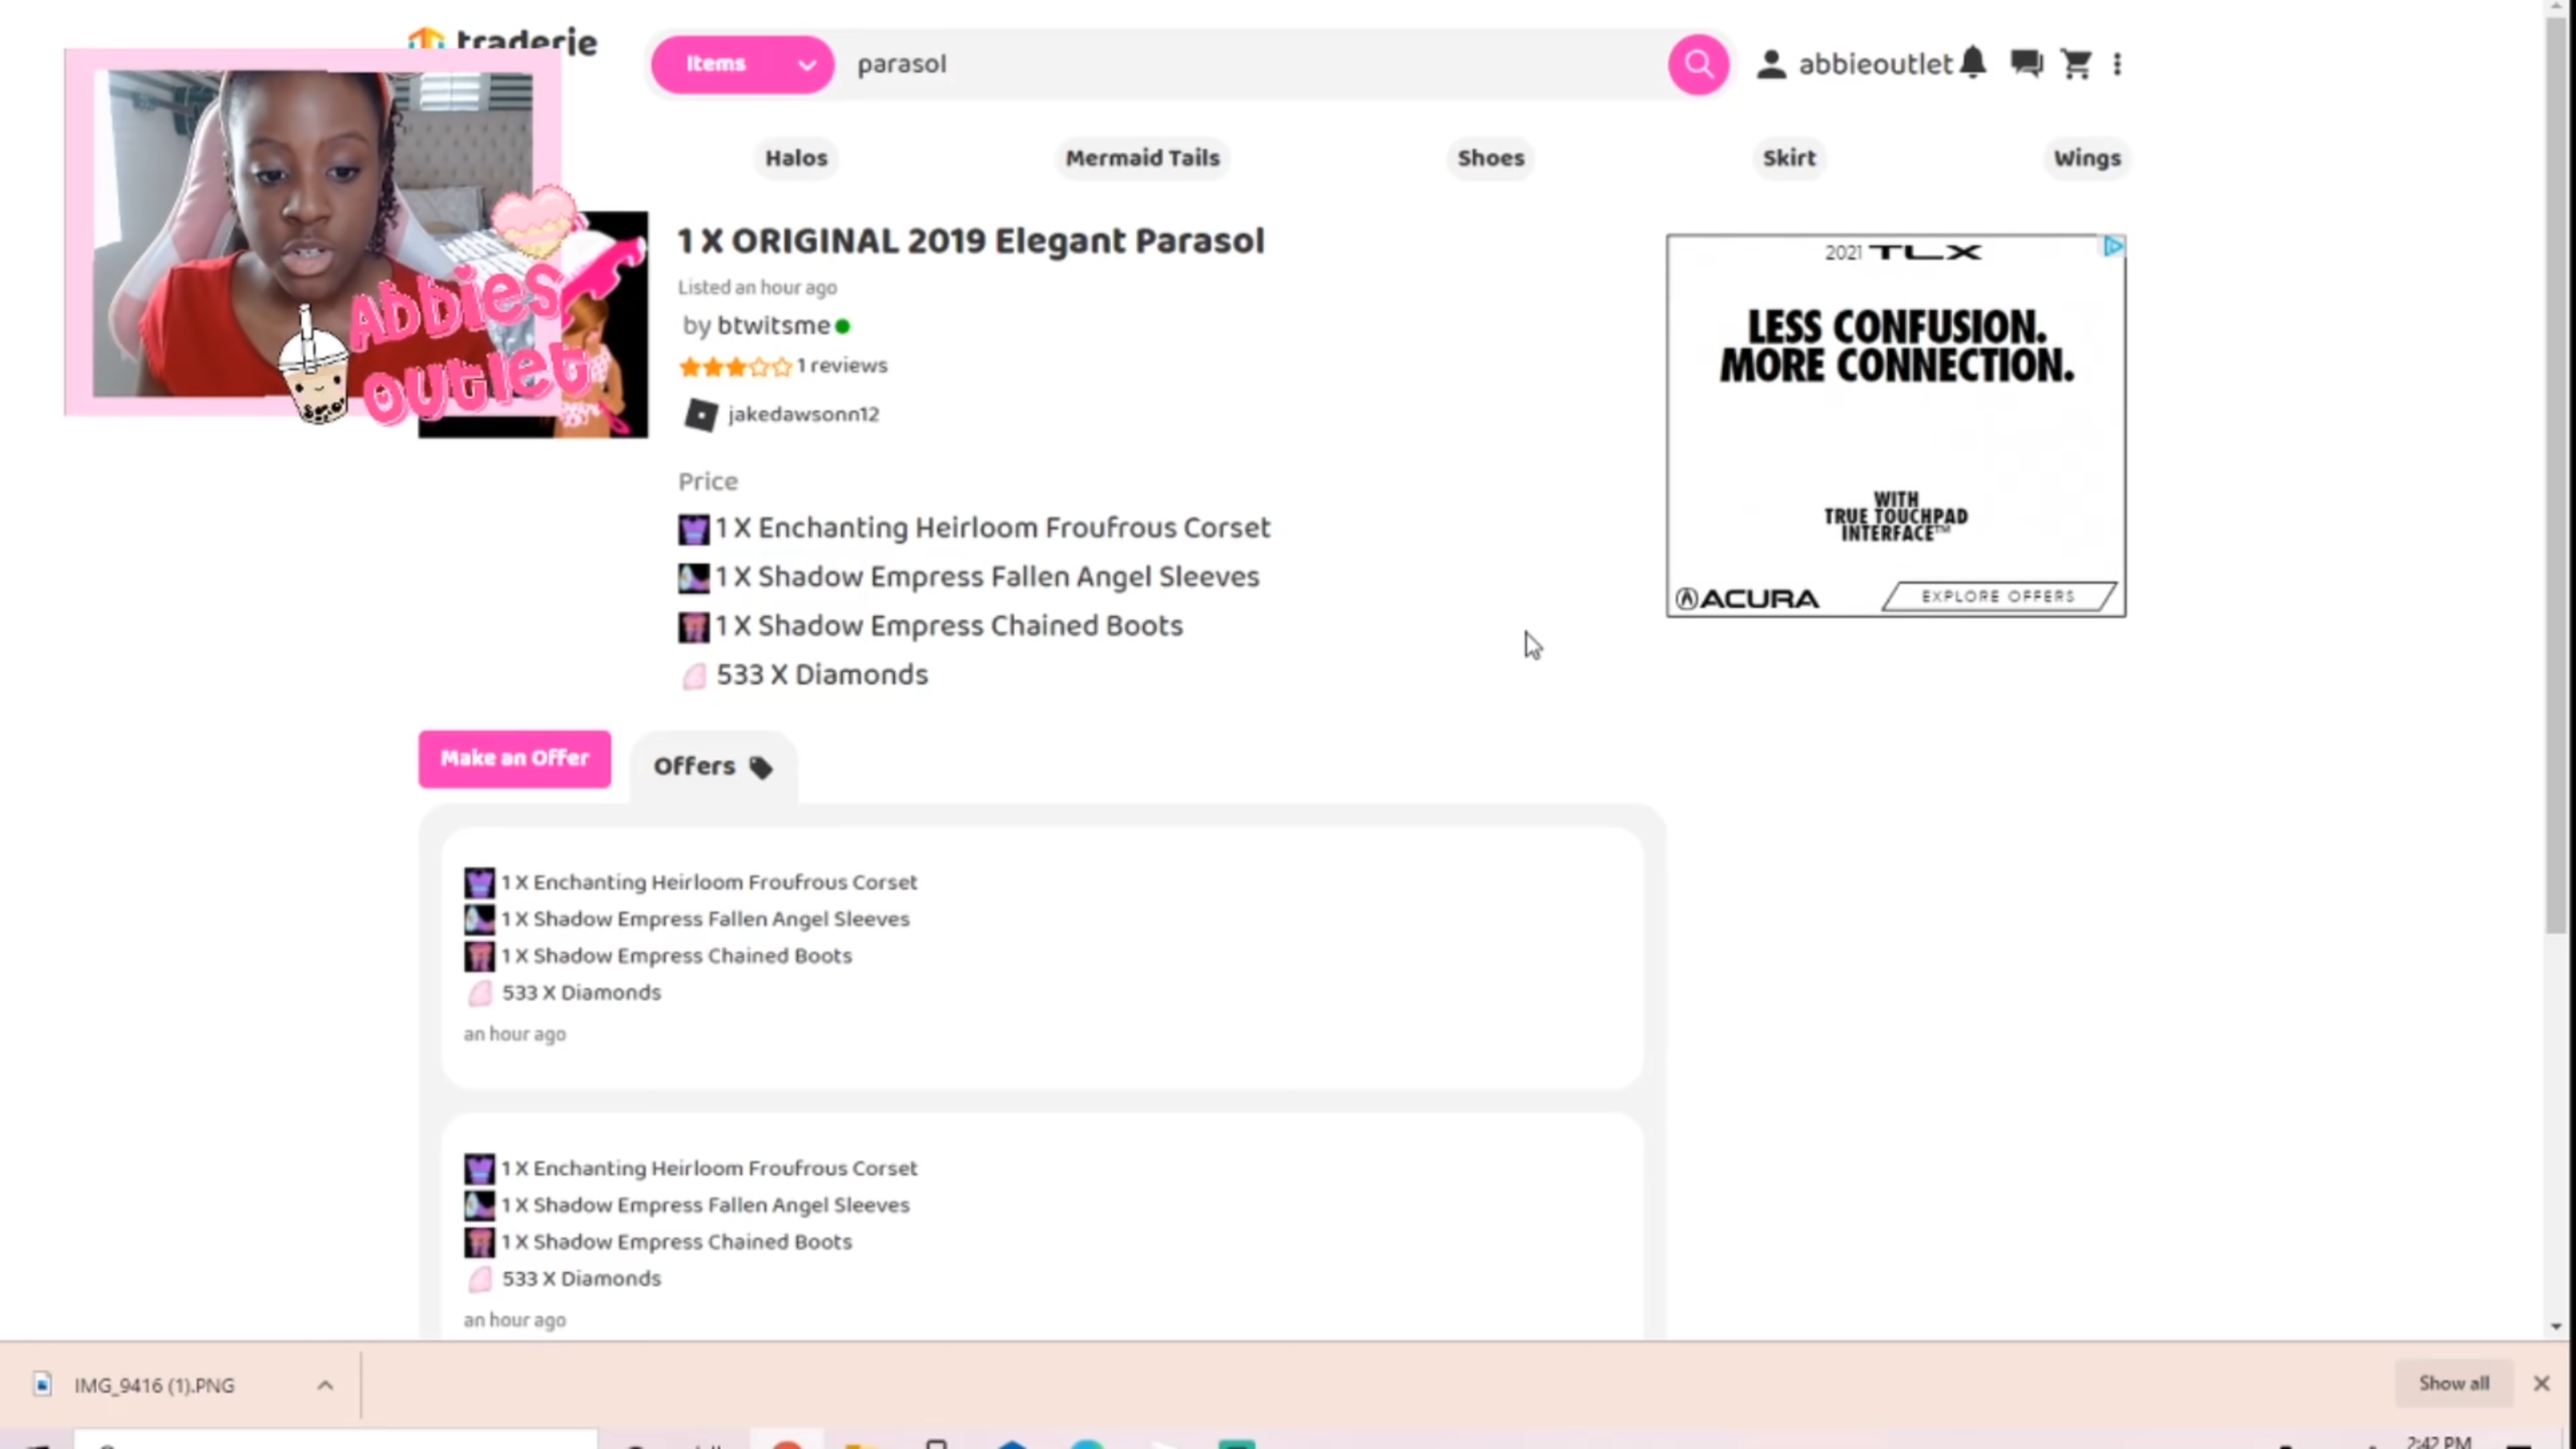 traderie
Items
parasol
abbieoutlet
Halos
Mermaid Tails
Shoes
Skirt
Wings
Abbies
Outlet
1 X ORIGINAL 2019 Elegant Parasol
Listed an hour ago
by btwitsme
1 reviews
jakedawsonn12
Price
1 X Enchanting Heirloom Froufrous Corset
1 X Shadow Empress Fallen Angel Sleeves
1 X Shadow Empress Chained Boots
533 X Diamonds
2021 TLX
LESS CONFUSION.
MORE CONNECTION.
WITH
TRUE TOUCHPAD
INTERFACE™
ACURA
EXPLORE OFFERS
Make an Offer
Offers
1 X Enchanting Heirloom Froufrous Corset
1 X Shadow Empress Fallen Angel Sleeves
1 X Shadow Empress Chained Boots
533 X Diamonds
an hour ago
1 X Enchanting Heirloom Froufrous Corset
1 X Shadow Empress Fallen Angel Sleeves
1 X Shadow Empress Chained Boots
533 X Diamonds
an hour ago
IMG_9416 (1).PNG
Show all
2:42 PM